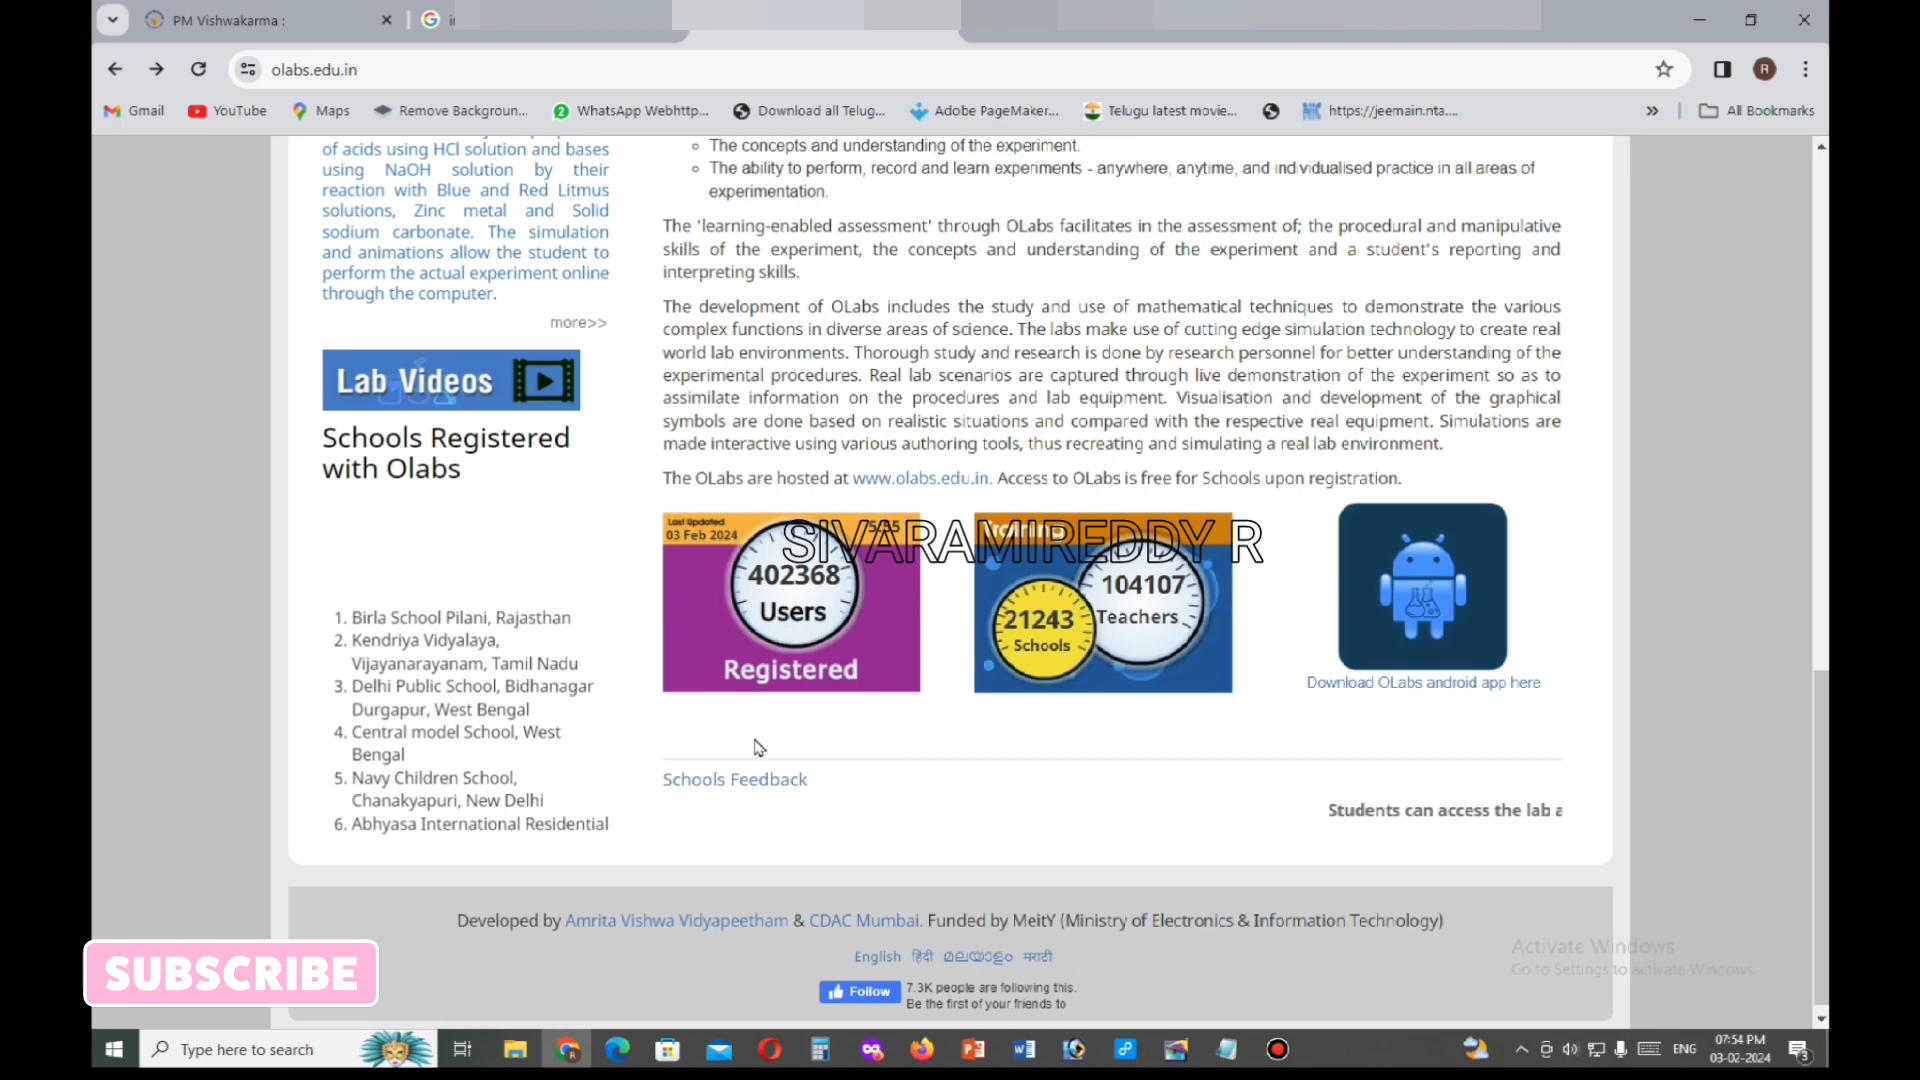 PM Vishwakarma :
olabs.edu.in
Gmail
YouTube
Maps
Remove Backgroun...
WhatsApp Webhttp...
Download all Telug...
Adobe PageMaker...
Telugu latest movie...
https://jeemain.nta....
All Bookmarks
of acids using HCl solution and bases
using NaOH solution by their
reaction with Blue and Red Litmus
solutions, Zinc metal and Solid
sodium carbonate. The simulation
and animations allow the student to
perform the actual experiment online
through the computer.
more>>
Lab Videos
Schools Registered
with Olabs
1. Birla School Pilani, Rajasthan
2. Kendriya Vidyalaya,
Vijayanarayanam, Tamil Nadu
3. Delhi Public School, Bidhanagar
Durgapur, West Bengal
4. Central model School, West
Bengal
5. Navy Children School,
Chanakyapuri, New Delhi
6. Abhyasa International Residential
The concepts and understanding of the experiment.
The ability to perform, record and learn experiments - anywhere, anytime, and individualised practice in all areas of
experimentation.
The 'learning-enabled assessment' through OLabs facilitates in the assessment of; the procedural and manipulative
skills of the experiment, the concepts and understanding of the experiment and a student's reporting and
interpreting skills.
The development of OLabs includes the study and use of mathematical techniques to demonstrate the various
complex functions in diverse areas of science. The labs make use of cutting edge simulation technology to create real
world lab environments. Thorough study and research is done by research personnel for better understanding of the
experimental procedures. Real lab scenarios are captured through live demonstration of the experiment so as to
assimilate information on the procedures and lab equipment. Visualisation and development of the graphical
symbols are done based on realistic situations and compared with the respective real equipment. Simulations are
made interactive using various authoring tools, thus recreating and simulating a real lab environment.
The OLabs are hosted at www.olabs.edu.in. Access to OLabs is free for Schools upon registration.
Last Updated
03 Feb 2024
5:55
402368
Users
Registered
SIVARAMIREDDY R
Training
104107
Teachers
21243
Schools
Download OLabs android app here
Schools Feedback
Students can access the lab a
Developed by Amrita Vishwa Vidyapeetham & CDAC Mumbai. Funded by MeitY (Ministry of Electronics & Information Technology)
English हिंदी മലയാളം मराठी
Follow
7.3K people are following this.
Be the first of your friends to
Activate Windows
Go to Settings to activate Windows.
SUBSCRIBE
Type here to search
ENG
07:54 PM
03-02-2024
3